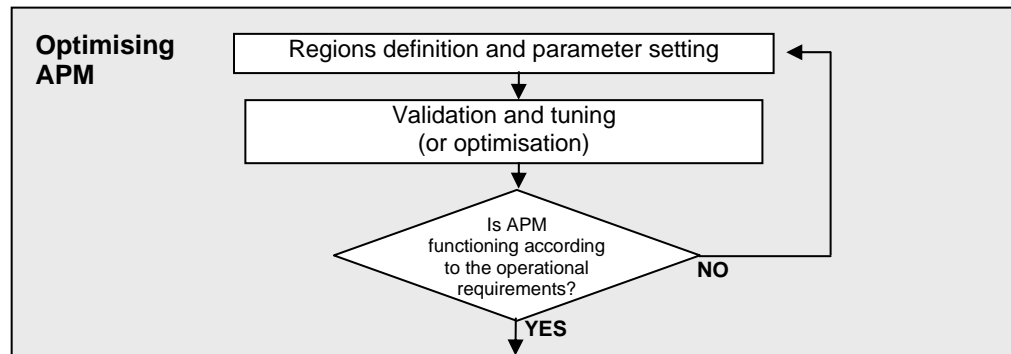 Optimising
APM
Regions definition and parameter setting
Validation and tuning
(or optimisation)
Is APM
functioning according
to the operational
requirements?
NO
YES